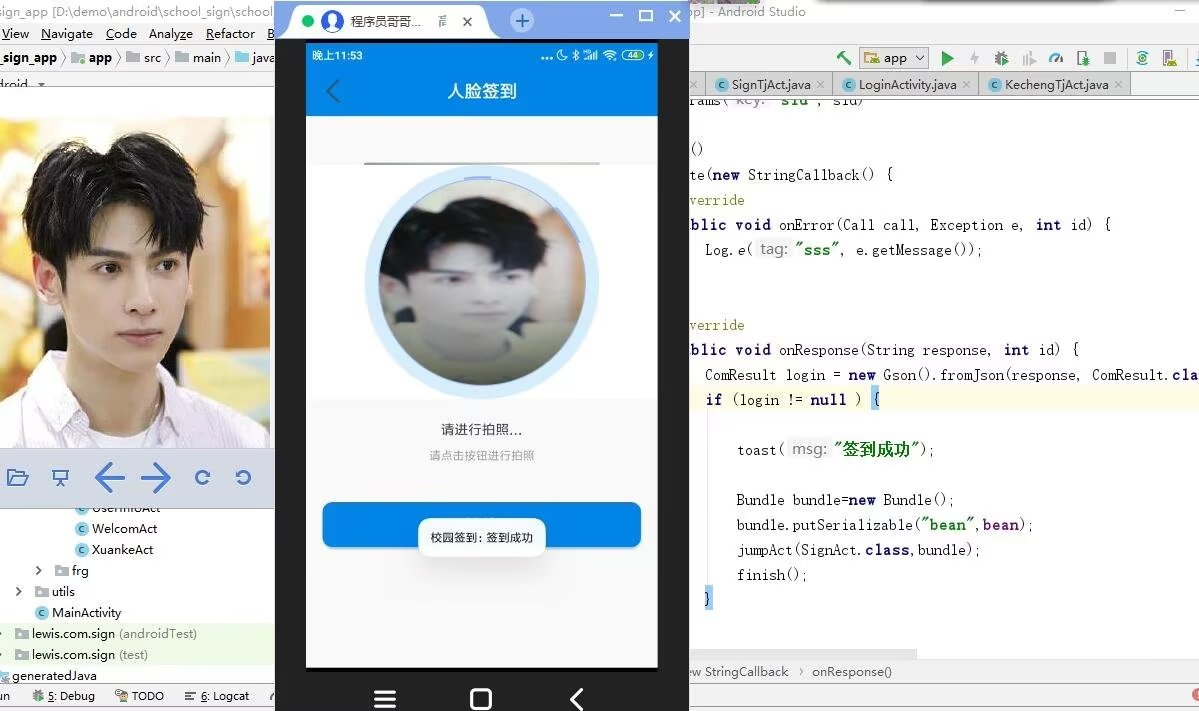 sign_app [D:\demo\android\school_sign\school
View Navigate Code Analyze Refactor B
_sign_app app src main java
droid
UserInfoAct
WelcomAct
XuankeAct
frg
utils
MainActivity
lewis.com.sign (androidTest)
lewis.com.sign (test)
generatedJava
un 5: Debug TODO 6: Logcat
程序员哥哥...
晚上11:53
44
人脸签到
请进行拍照...
请点击按钮进行拍照
校园签到: 签到成功
p] - Android Studio
app
SignTjAct.java LoginActivity.java KechengTjAct.java
rams( key: "sid", sid)
()
te(new StringCallback() {
verride
blic void onError(Call call, Exception e, int id) {
Log.e( tag: "sss", e.getMessage());
verride
blic void onResponse(String response, int id) {
ComResult login = new Gson().fromJson(response, ComResult.cla
if (login != null ) {
toast( msg: "签到成功");
Bundle bundle=new Bundle();
bundle.putSerializable("bean",bean);
jumpAct(SignAct.class,bundle);
finish();
}
ew StringCallback › onResponse()